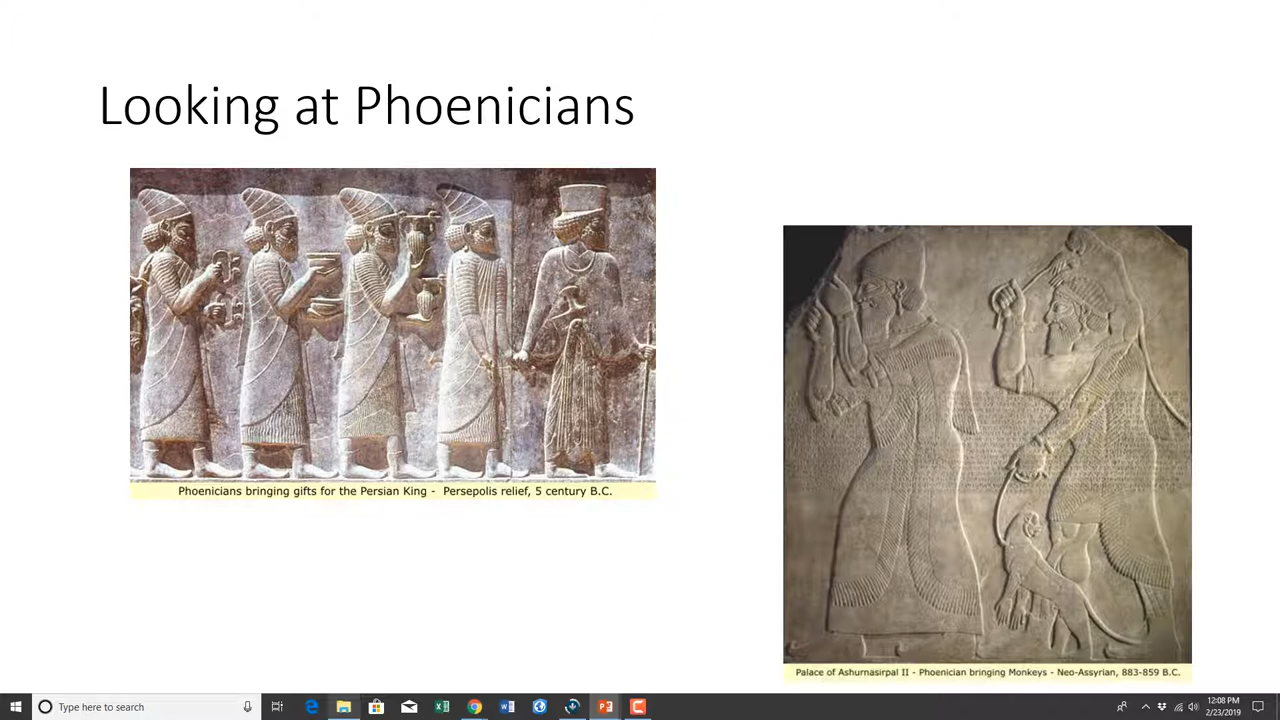 Looking at Phoenicians
Phoenicians bringing gifts for the Persian King - Persepolis relief, 5 century B.C.
Palace of Ashurnasirpal II - Phoenician bringing Monkeys - Neo-Assyrian, 883-859 B.C.
Type here to search
12:08 PM
2/23/2019